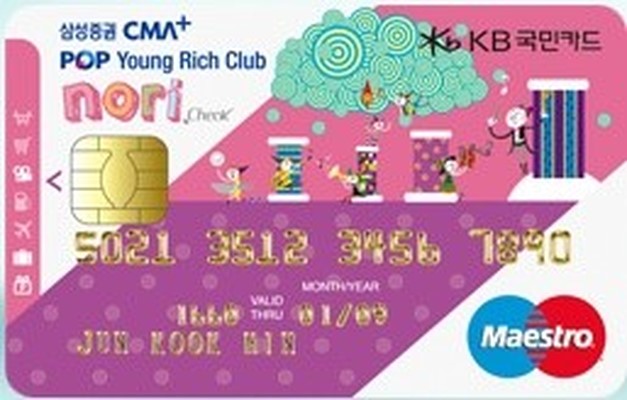 삼성증권 CMA+
POP Young Rich Club
nori Check
KB 국민카드
5021 3512 3456 7890
MONTH/YEAR
VALID THRU 01/09
JUN KOOK MIN
Maestro